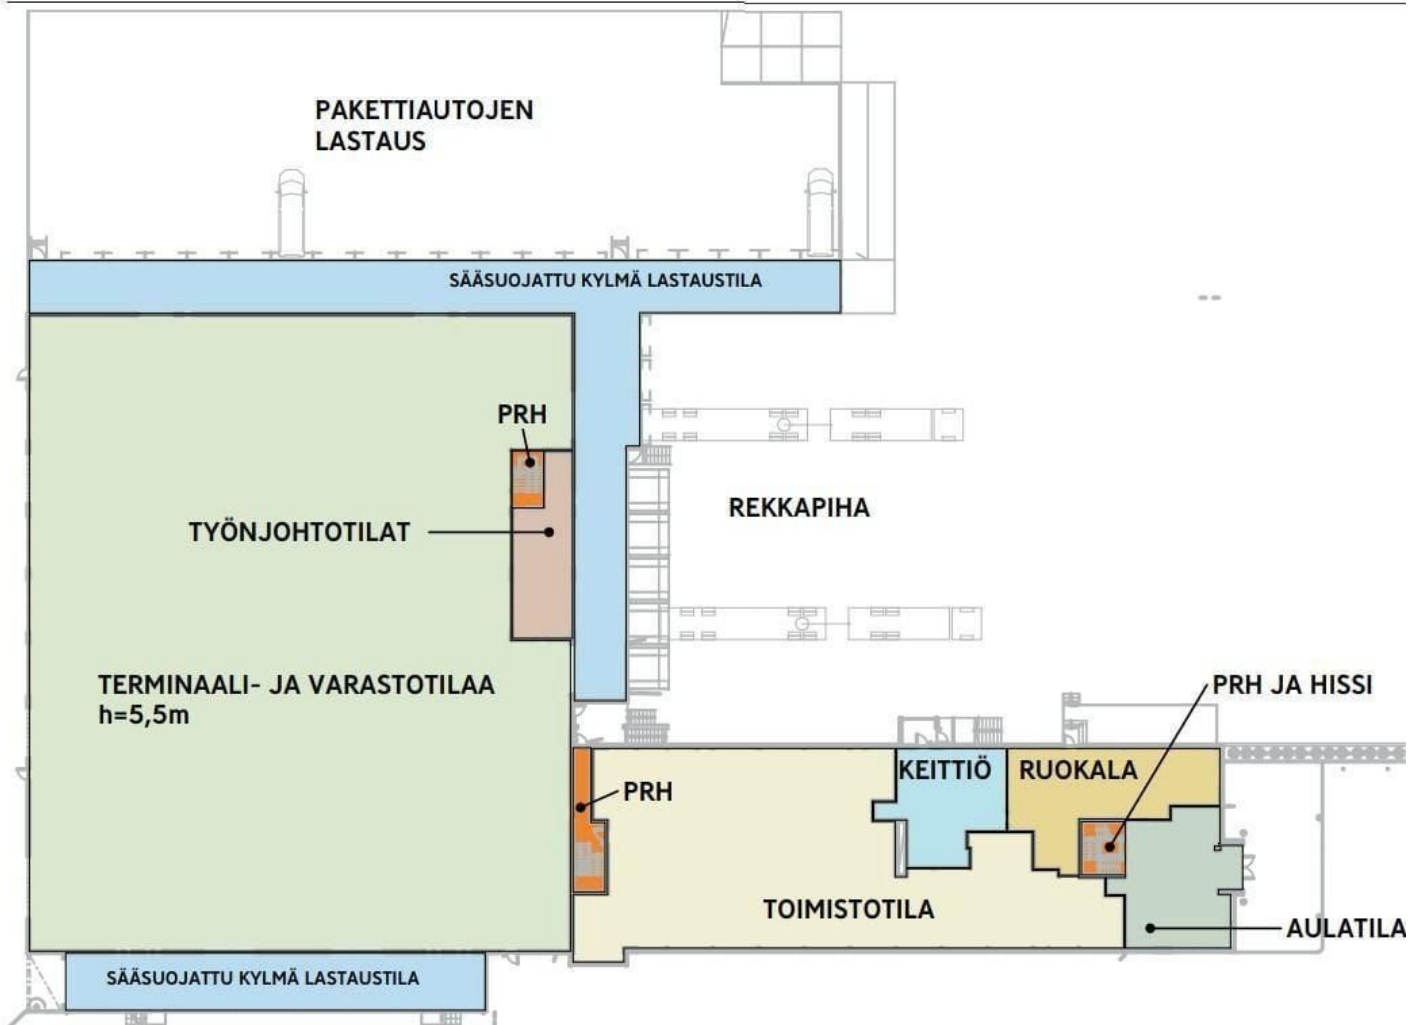 PAKETTIAUTOJEN
LASTAUS
SÄÄSUOJATTU KYLMÄ LASTAUSTILA
PRH
TYÖNJOHTOTILAT
REKKAPIHA
TERMINAALI- JA VARASTOTILAA
h=5,5m
PRH JA HISSI
KEITTIÖ
RUOKALA
PRH
TOIMISTOTILA
AULATILA
SÄÄSUOJATTU KYLMÄ LASTAUSTILA